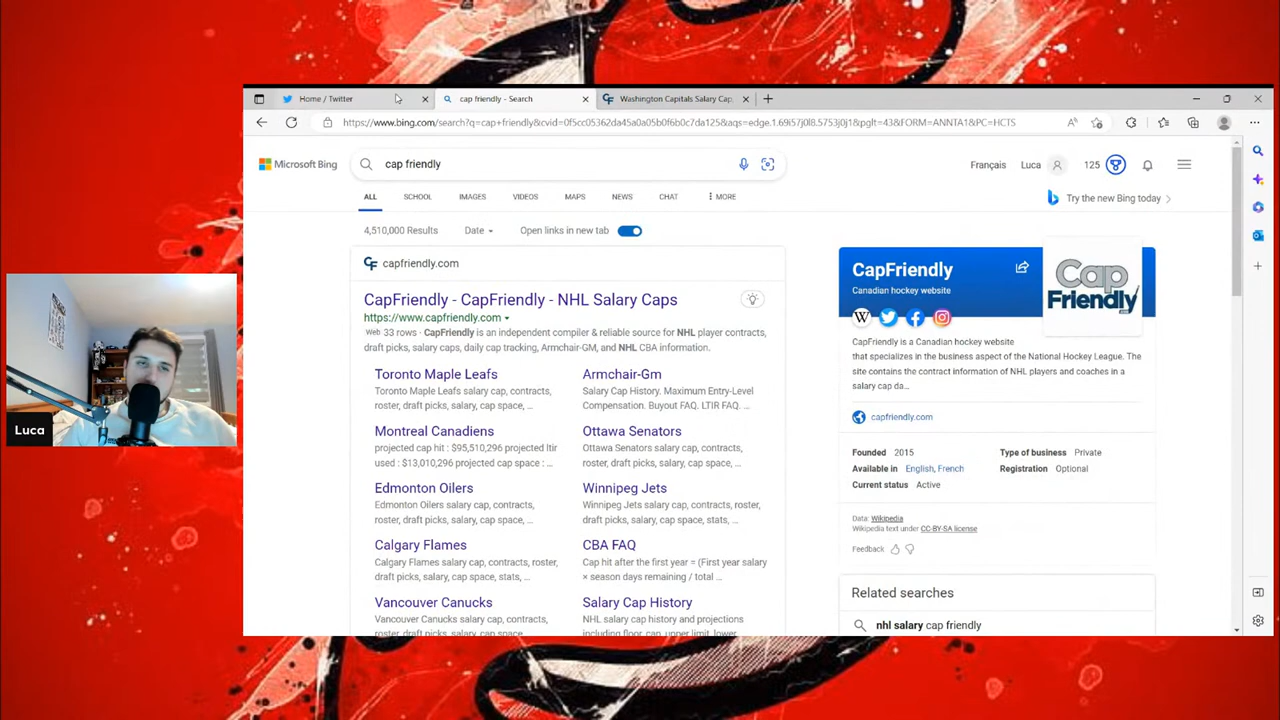 Home / Twitter
cap friendly - Search
Washington Capitals Salary Cap,
https://www.bing.com/search?q=cap+friendly&cvid=0f5cc05362da45a0a05b0f6b0c7da125&aqs=edge.1.69i57j0l8.5753j0j1&pglt=43&FORM=ANNTA1&PC=HCTS
Microsoft Bing
cap friendly
Français
Luca
125
ALL
SCHOOL
IMAGES
VIDEOS
MAPS
NEWS
CHAT
MORE
Try the new Bing today
4,510,000 Results
Date
Open links in new tab
CF capfriendly.com
CapFriendly - CapFriendly - NHL Salary Caps
https://www.capfriendly.com
Web 33 rows · CapFriendly is an independent compiler & reliable source for NHL player contracts,
draft picks, salary caps, daily cap tracking, Armchair-GM, and NHL CBA information.
Toronto Maple Leafs
Toronto Maple Leafs salary cap, contracts,
roster, draft picks, salary, cap space, ...
Armchair-Gm
Salary Cap History. Maximum Entry-Level
Compensation. Buyout FAQ. LTIR FAQ. ...
Montreal Canadiens
projected cap hit : $95,510,296 projected ltir
used : $13,010,296 projected cap space : ...
Ottawa Senators
Ottawa Senators salary cap, contracts,
roster, draft picks, salary, cap space, ...
Edmonton Oilers
Edmonton Oilers salary cap, contracts,
roster, draft picks, salary, cap space, ...
Winnipeg Jets
Winnipeg Jets salary cap, contracts, roster,
draft picks, salary, cap space, stats, ...
Calgary Flames
Calgary Flames salary cap, contracts, roster,
draft picks, salary, cap space, stats, ...
CBA FAQ
Cap hit after the first year = (First year salary
× season days remaining / total ...
Vancouver Canucks
Vancouver Canucks salary cap, contracts,
roster, draft picks, salary, cap space, ...
Salary Cap History
NHL salary cap history and projections
including floor, cap, upper limit, lower
CapFriendly
Canadian hockey website
Cap
Friendly
.com
W
CapFriendly is a Canadian hockey website
that specializes in the business aspect of the National Hockey League. The
site contains the contract information of NHL players and coaches in a
salary cap da...
capfriendly.com
Founded 2015
Type of business Private
Available in English, French
Registration Optional
Current status Active
Data: Wikipedia
Wikipedia text under CC-BY-SA license
Feedback
Related searches
nhl salary cap friendly
Luca